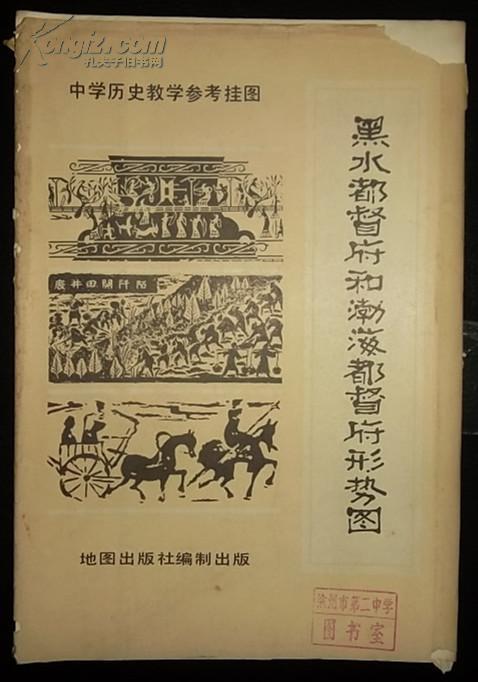 Kongfz.com
孔夫子旧书网
中学历史教学参考挂图
黑水都督府和渤海都督府形势图
廢井田開阡陌
地图出版社编制出版
沧州市第二中学
图书室